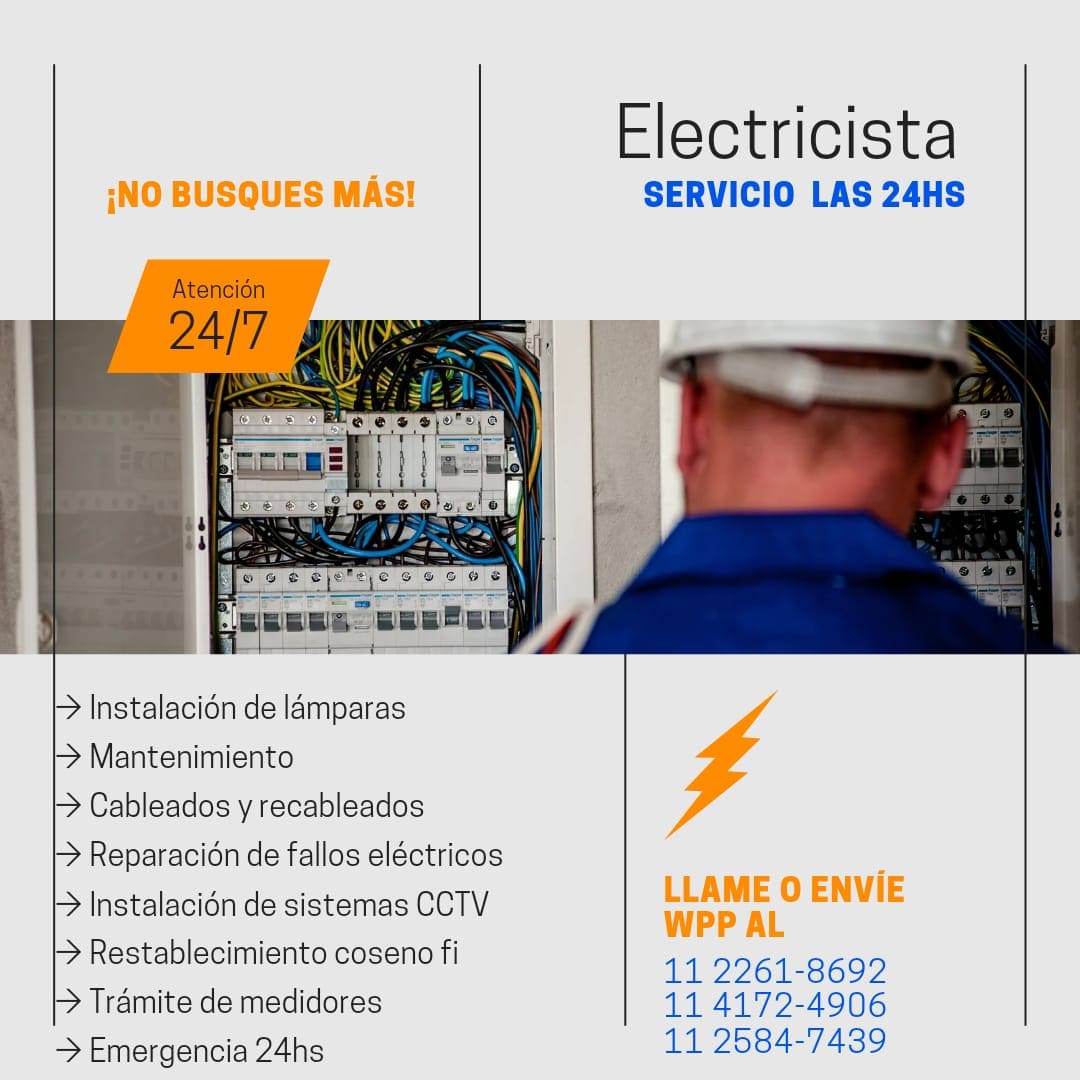 Electricista
¡NO BUSQUES MÁS!
SERVICIO LAS 24HS
Atención
24/7
→ Instalación de lámparas
→ Mantenimiento
→ Cableados y recableados
→ Reparación de fallos eléctricos
→ Instalación de sistemas CCTV
→ Restablecimiento coseno fi
→ Trámite de medidores
→ Emergencia 24hs
LLAME O ENVÍE
WPP AL
11 2261-8692
11 4172-4906
11 2584-7439